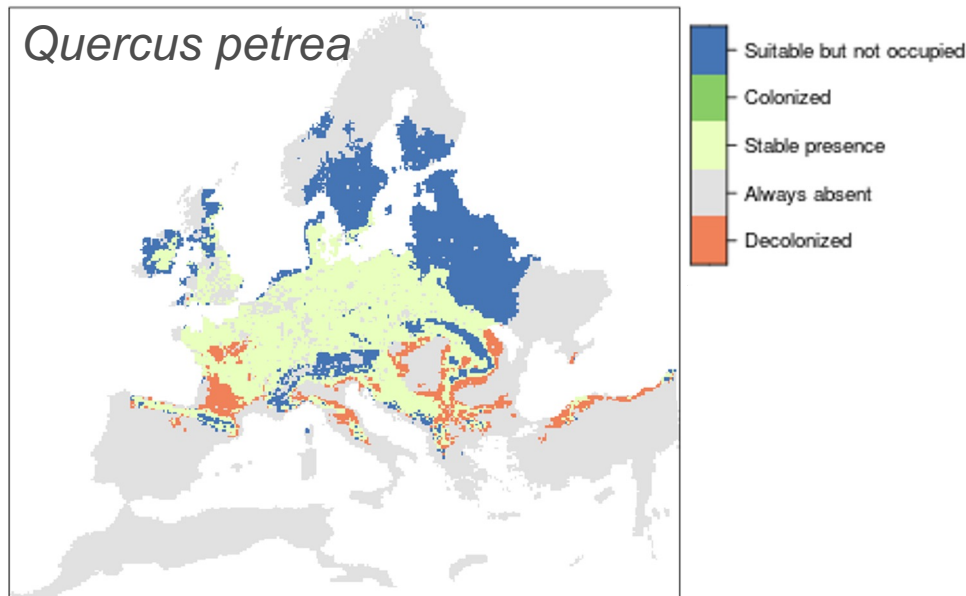 Quercus petrea
Suitable but not occupied
Colonized
Stable presence
Always absent
Decolonized